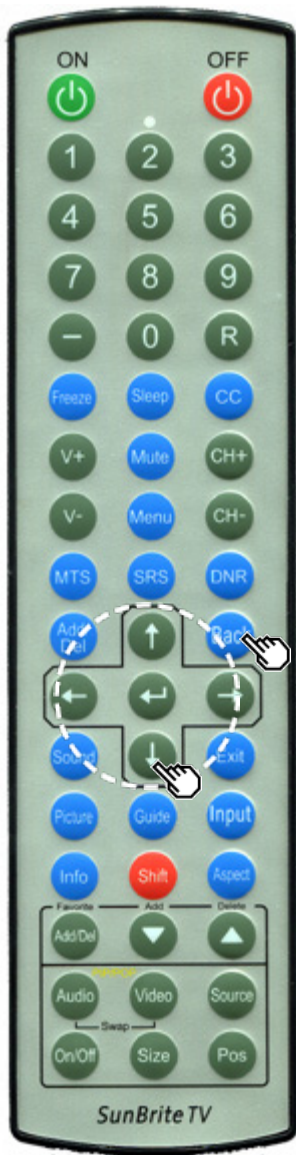 ON OFF
1 2 3
4 5 6
7 8 9
- 0 R
Freeze Sleep CC
V+ Mute CH+
V- Menu CH-
MTS SRS DNR
Add Back
Del
Sound Exit
Picture Guide Input
Info Shift Aspect
Favorite Add Delete
Add/Del
Audio Video Source
Swap
On/Off Size Pos
SunBriteTV